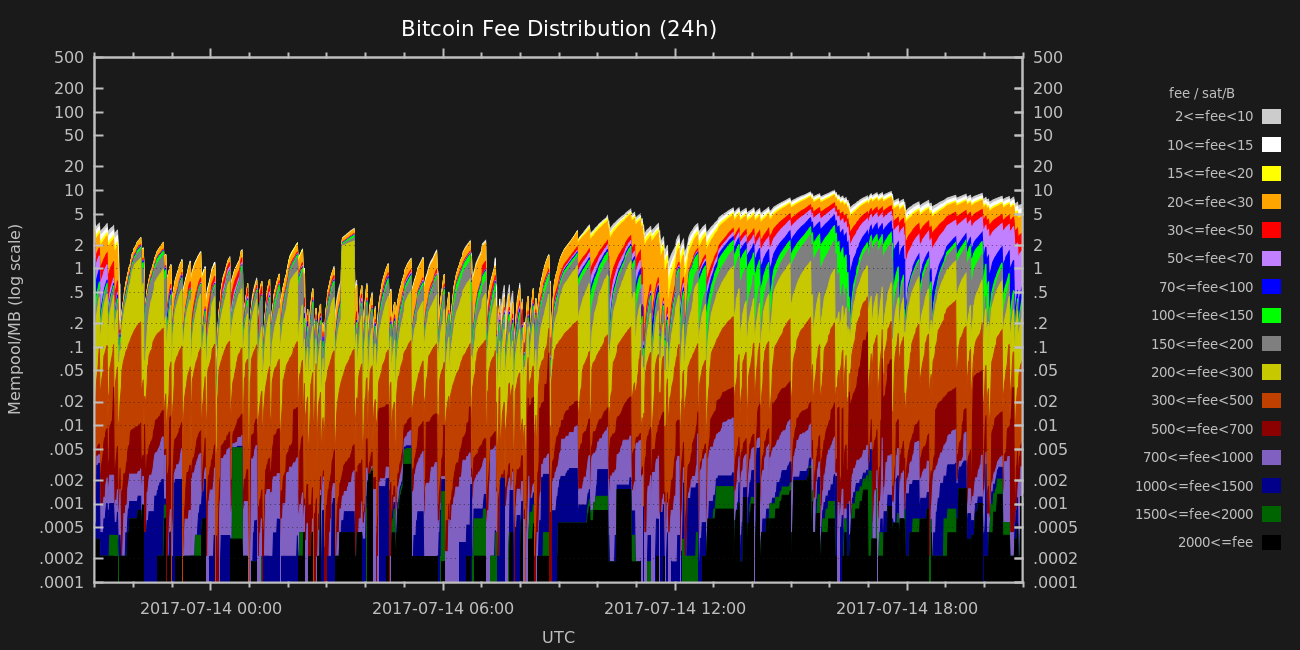 Bitcoin Fee Distribution (24h)
500 500
200 200
100 100
50 50
20 20
10 10
5 5
2 2
1 1
.5 .5
.2 .2
.1 .1
.05 .05
.02 .02
.01 .01
.005 .005
.002 .002
.001 .001
.0005 .0005
.0002 .0002
.0001 .0001
Mempool/MB (log scale)
2017-07-14 00:00 2017-07-14 06:00 2017-07-14 12:00 2017-07-14 18:00
UTC
fee / sat/B
2<=fee<10
10<=fee<15
15<=fee<20
20<=fee<30
30<=fee<50
50<=fee<70
70<=fee<100
100<=fee<150
150<=fee<200
200<=fee<300
300<=fee<500
500<=fee<700
700<=fee<1000
1000<=fee<1500
1500<=fee<2000
2000<=fee